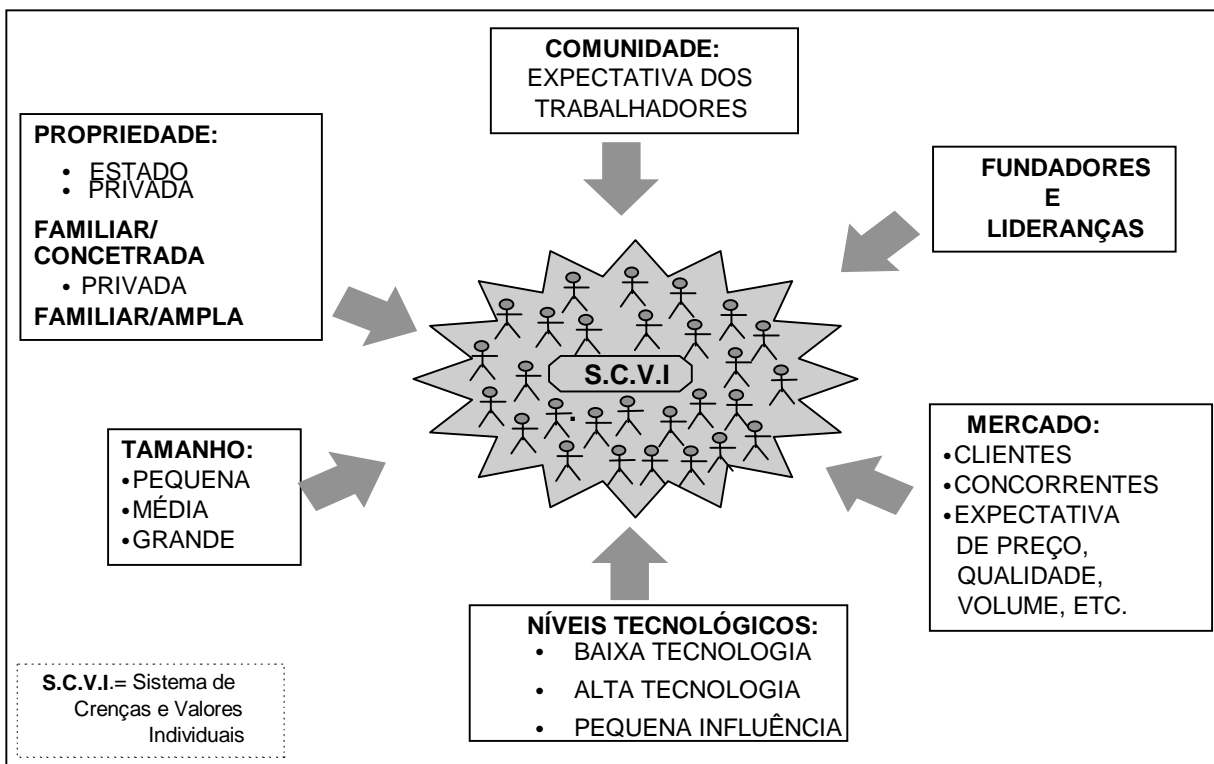 COMUNIDADE:
EXPECTATIVA DOS
TRABALHADORES
PROPRIEDADE:
• ESTADO
• PRIVADA
FAMILIAR/
CONCETRADA
• PRIVADA
FAMILIAR/AMPLA
FUNDADORES
E
LIDERANÇAS
S.C.V.I
.
TAMANHO:
•PEQUENA
•MÉDIA
•GRANDE
MERCADO:
•CLIENTES
•CONCORRENTES
•EXPECTATIVA
DE PREÇO,
QUALIDADE,
VOLUME, ETC.
NÍVEIS TECNOLÓGICOS:
• BAIXA TECNOLOGIA
• ALTA TECNOLOGIA
• PEQUENA INFLUÊNCIA
S.C.V.I.= Sistema de
Crenças e Valores
Individuais